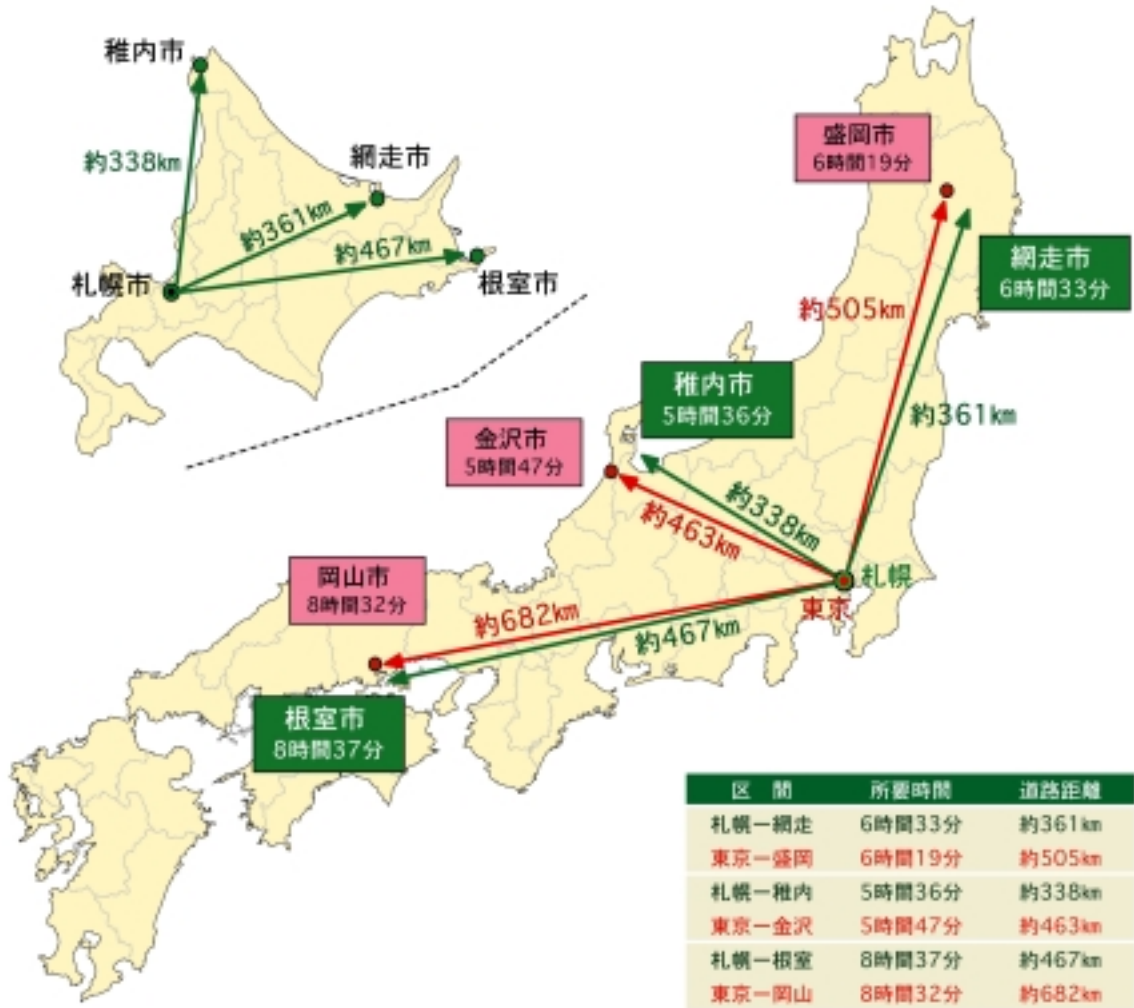 稚内市
約338㎞
網走市
約361㎞
約467㎞
札幌市
根室市
盛岡市
6時間19分
網走市
6時間33分
約505㎞
約361㎞
稚内市
5時間36分
金沢市
5時間47分
約338㎞
約463㎞
札幌
東京
岡山市
8時間32分
約682㎞
約467㎞
根室市
8時間37分
区　間 所要時間 道路距離
札幌ー網走 6時間33分 約361㎞
東京ー盛岡 6時間19分 約505㎞
札幌ー稚内 5時間36分 約338㎞
東京ー金沢 5時間47分 約463㎞
札幌ー根室 8時間37分 約467㎞
東京ー岡山 8時間32分 約682㎞